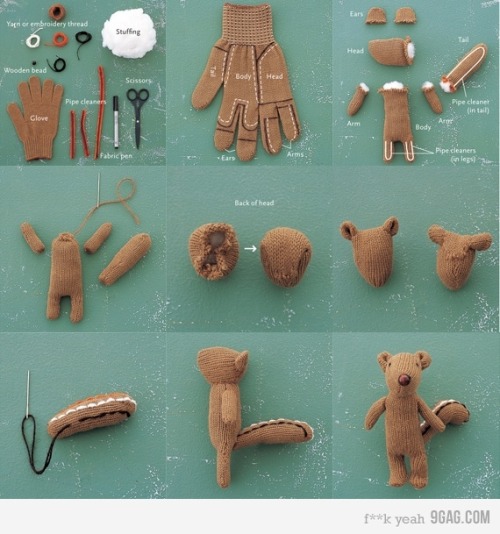 Yarn or embroidery thread
Stuffing
Wooden bead
Scissors
Pipe cleaners
Glove
Fabric pen
Tail
Body
Head
Ears
Arms
Ears
Head
Tail
Pipe cleaner
(in tail)
Arm
Arm
Body
Pipe cleaners
(in legs)
Back of head
f**k yeah 9GAG.COM